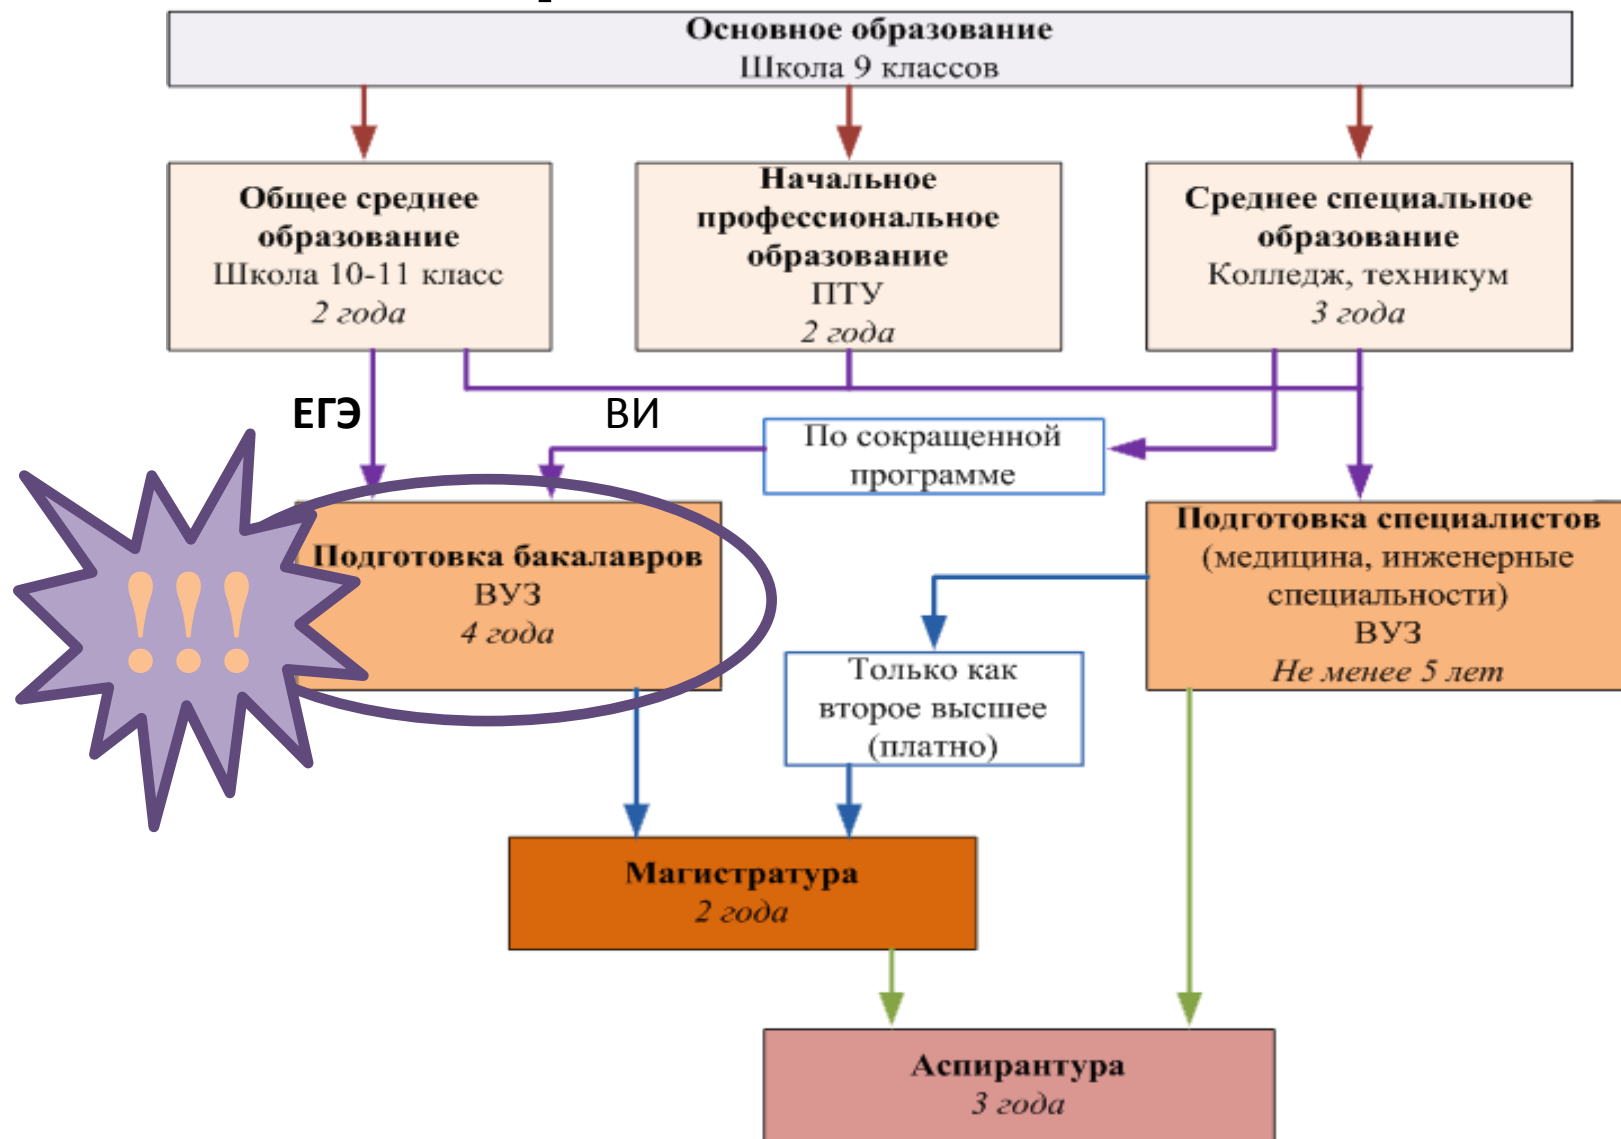 Основное образование
Школа 9 классов
Общее среднее
образование
Школа 10-11 класс
2 года
Начальное
профессиональное
образование
ПТУ
2 года
Среднее специальное
образование
Колледж, техникум
3 года
ЕГЭ
ВИ
По сокращенной
программе
!!!
Подготовка бакалавров
ВУЗ
4 года
Подготовка специалистов
(медицина, инженерные
специальности)
ВУЗ
Не менее 5 лет
Только как
второе высшее
(платно)
Магистратура
2 года
Аспирантура
3 года